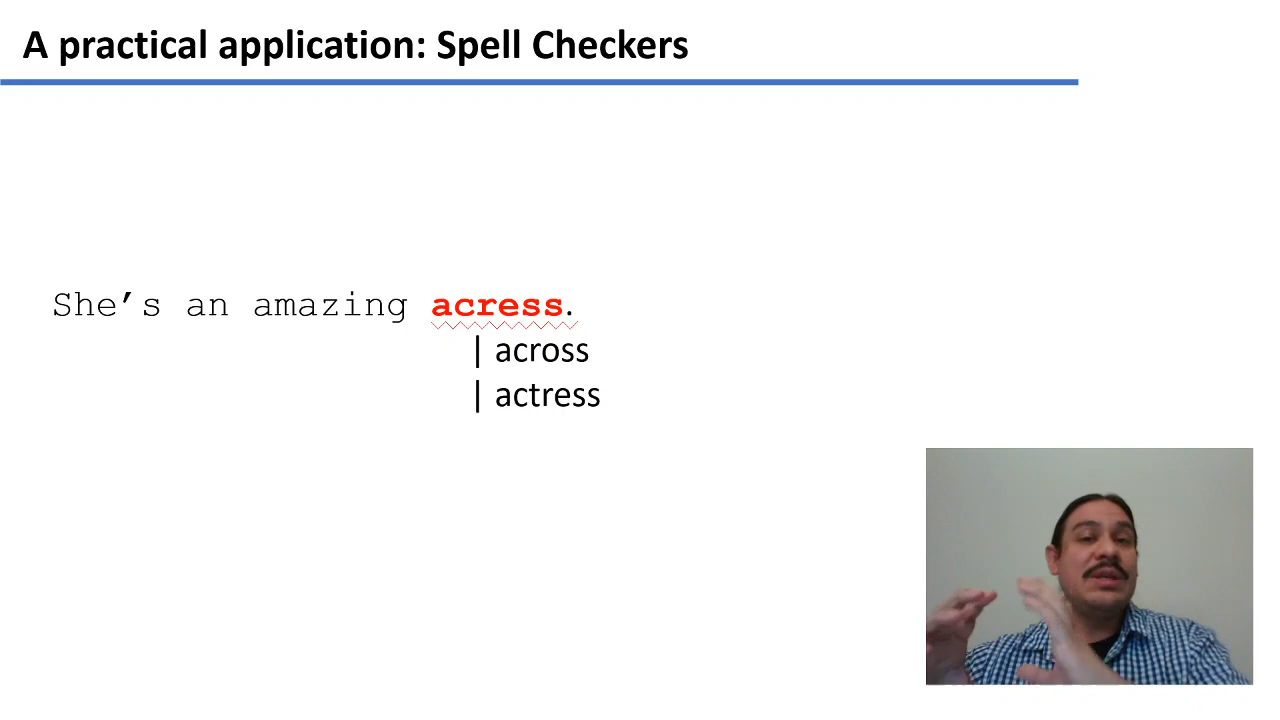 A practical application: Spell Checkers
She’s an amazing acress.
| across
| actress